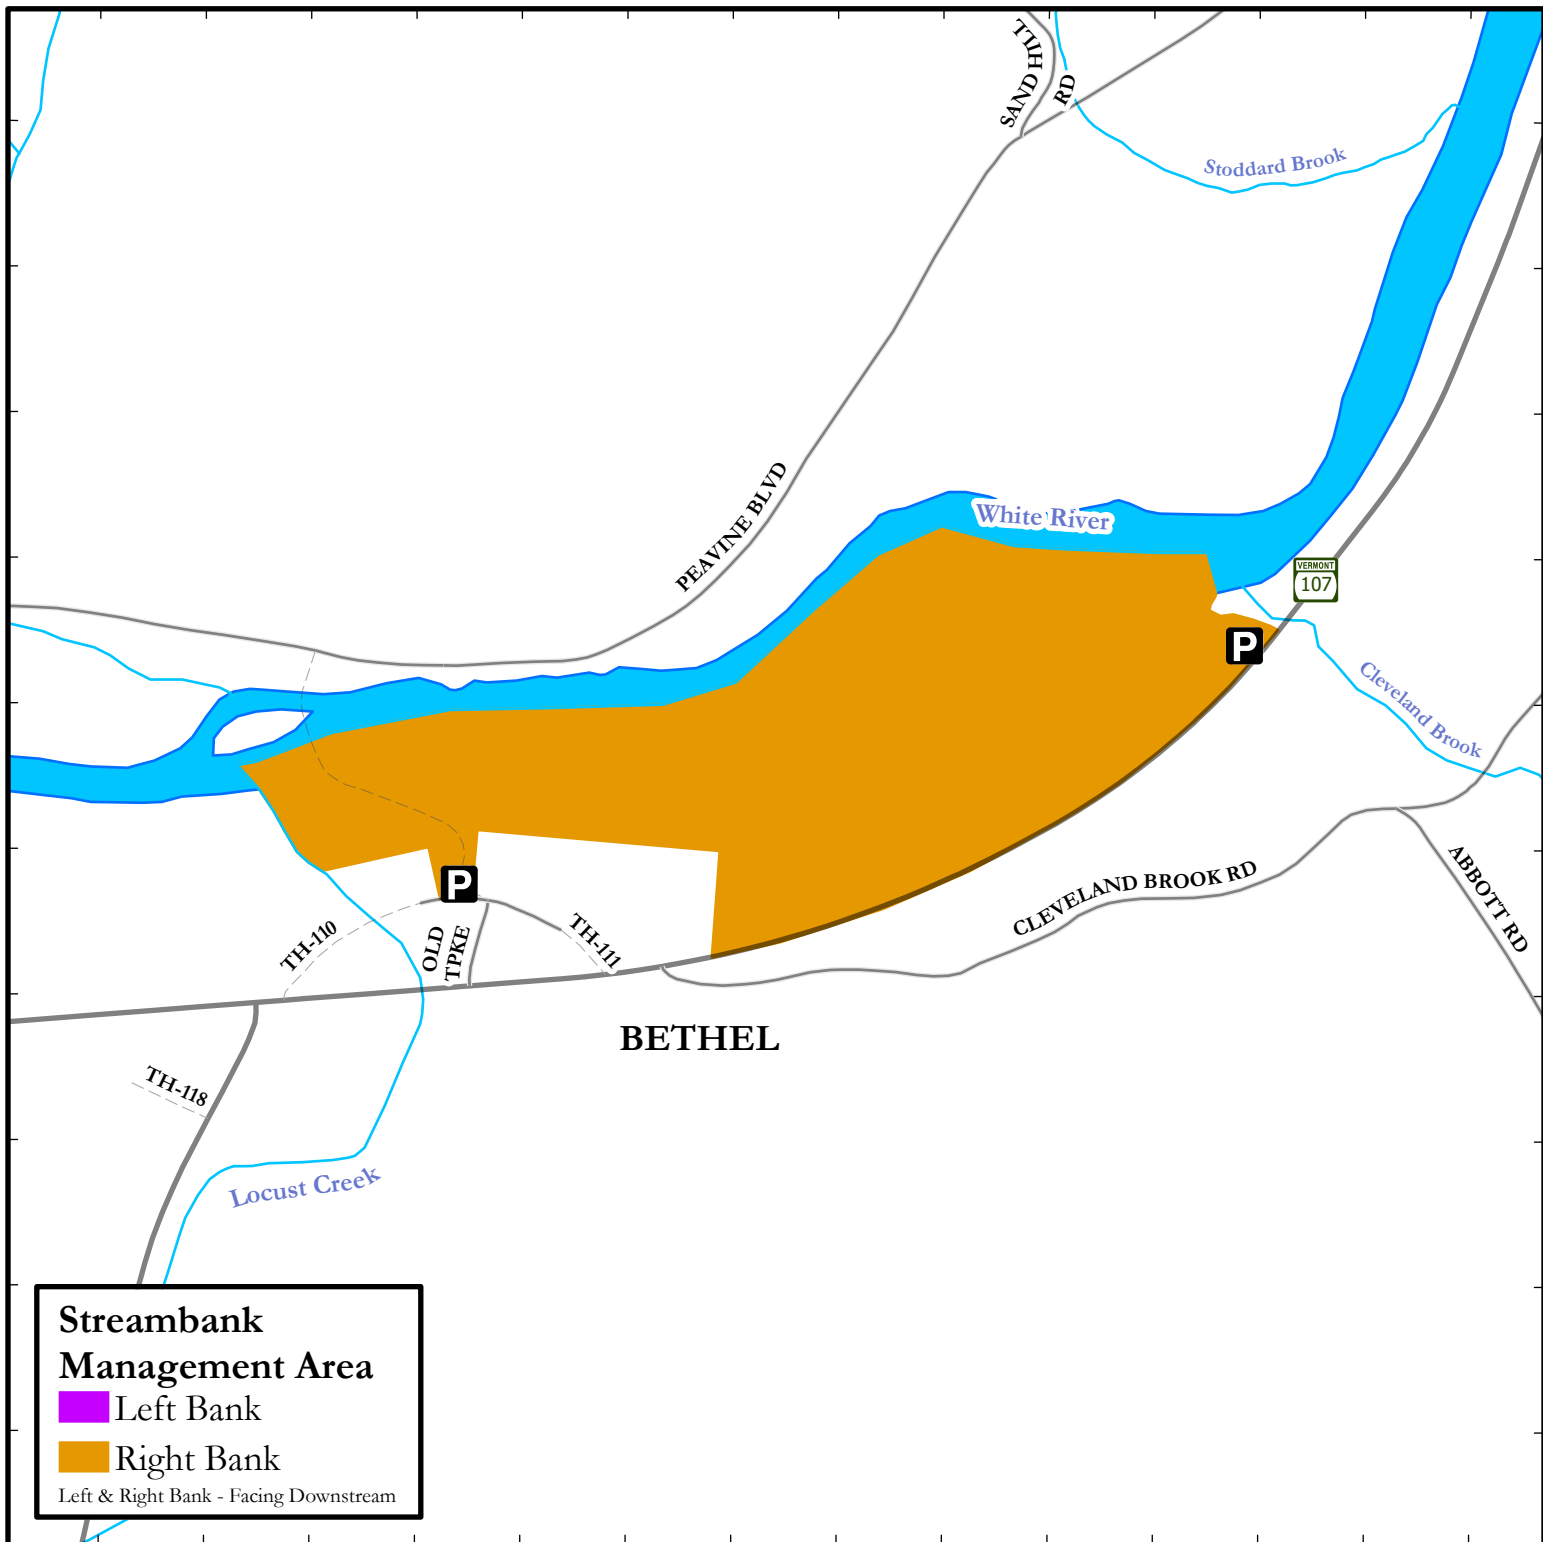 SAND HILL
RD
Stoddard Brook
PEAVINE BLVD
White River
VERMONT
107
P
Cleveland Brook
P
CLEVELAND BROOK RD
ABBOTT RD
TH-110
OLD
TPKE
TH-111
BETHEL
TH-118
Locust Creek
Streambank
Management Area
Left Bank
Right Bank
Left & Right Bank - Facing Downstream